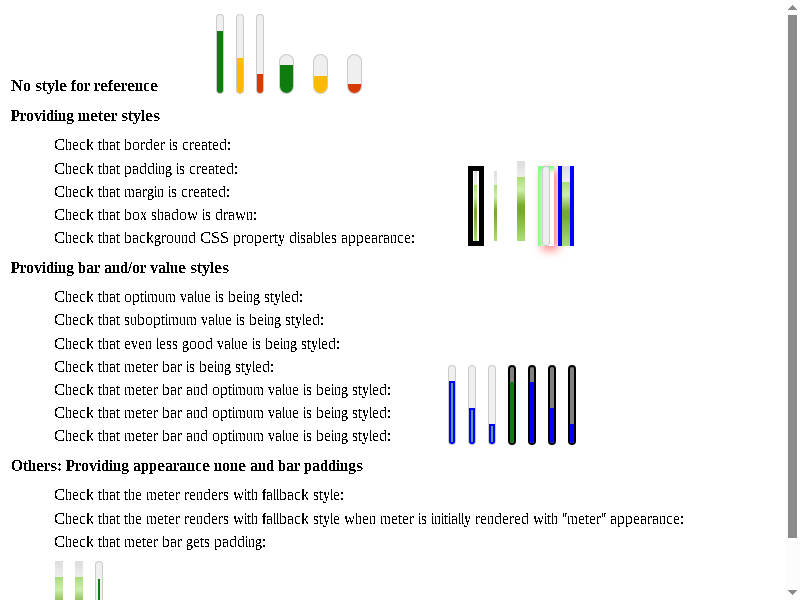 No style for reference
Providing meter styles
Check that border is created:
Check that padding is created:
Check that margin is created:
Check that box shadow is drawn:
Check that background CSS property disables appearance:
Providing bar and/or value styles
Check that optimum value is being styled:
Check that suboptimum value is being styled:
Check that even less good value is being styled:
Check that meter bar is being styled:
Check that meter bar and optimum value is being styled:
Check that meter bar and optimum value is being styled:
Check that meter bar and optimum value is being styled:
Others: Providing appearance none and bar paddings
Check that the meter renders with fallback style:
Check that the meter renders with fallback style when meter is initially rendered with "meter" appearance:
Check that meter bar gets padding: